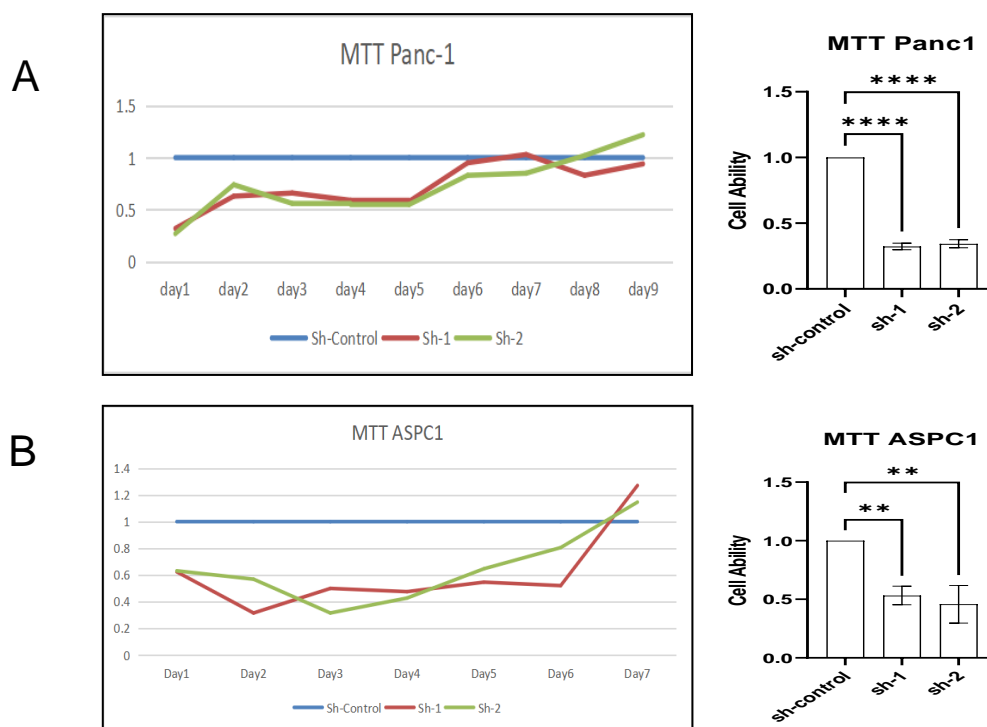 A
MTT Panc-1
1.5
1
0.5
0
day1 day2 day3 day4 day5 day6 day7 day8 day9
Sh-Control Sh-1 Sh-2
MTT Panc1
****
****
Cell Ability
1.5
1.0
0.5
0.0
sh-control sh-1 sh-2
B
MTT ASPC1
1.4
1.2
1
0.8
0.6
0.4
0.2
0
Day1 Day2 Day3 Day4 Day5 Day6 Day7
Sh-Control Sh-1 Sh-2
MTT ASPC1
**
**
Cell Ability
1.5
1.0
0.5
0.0
sh-control sh-1 sh-2